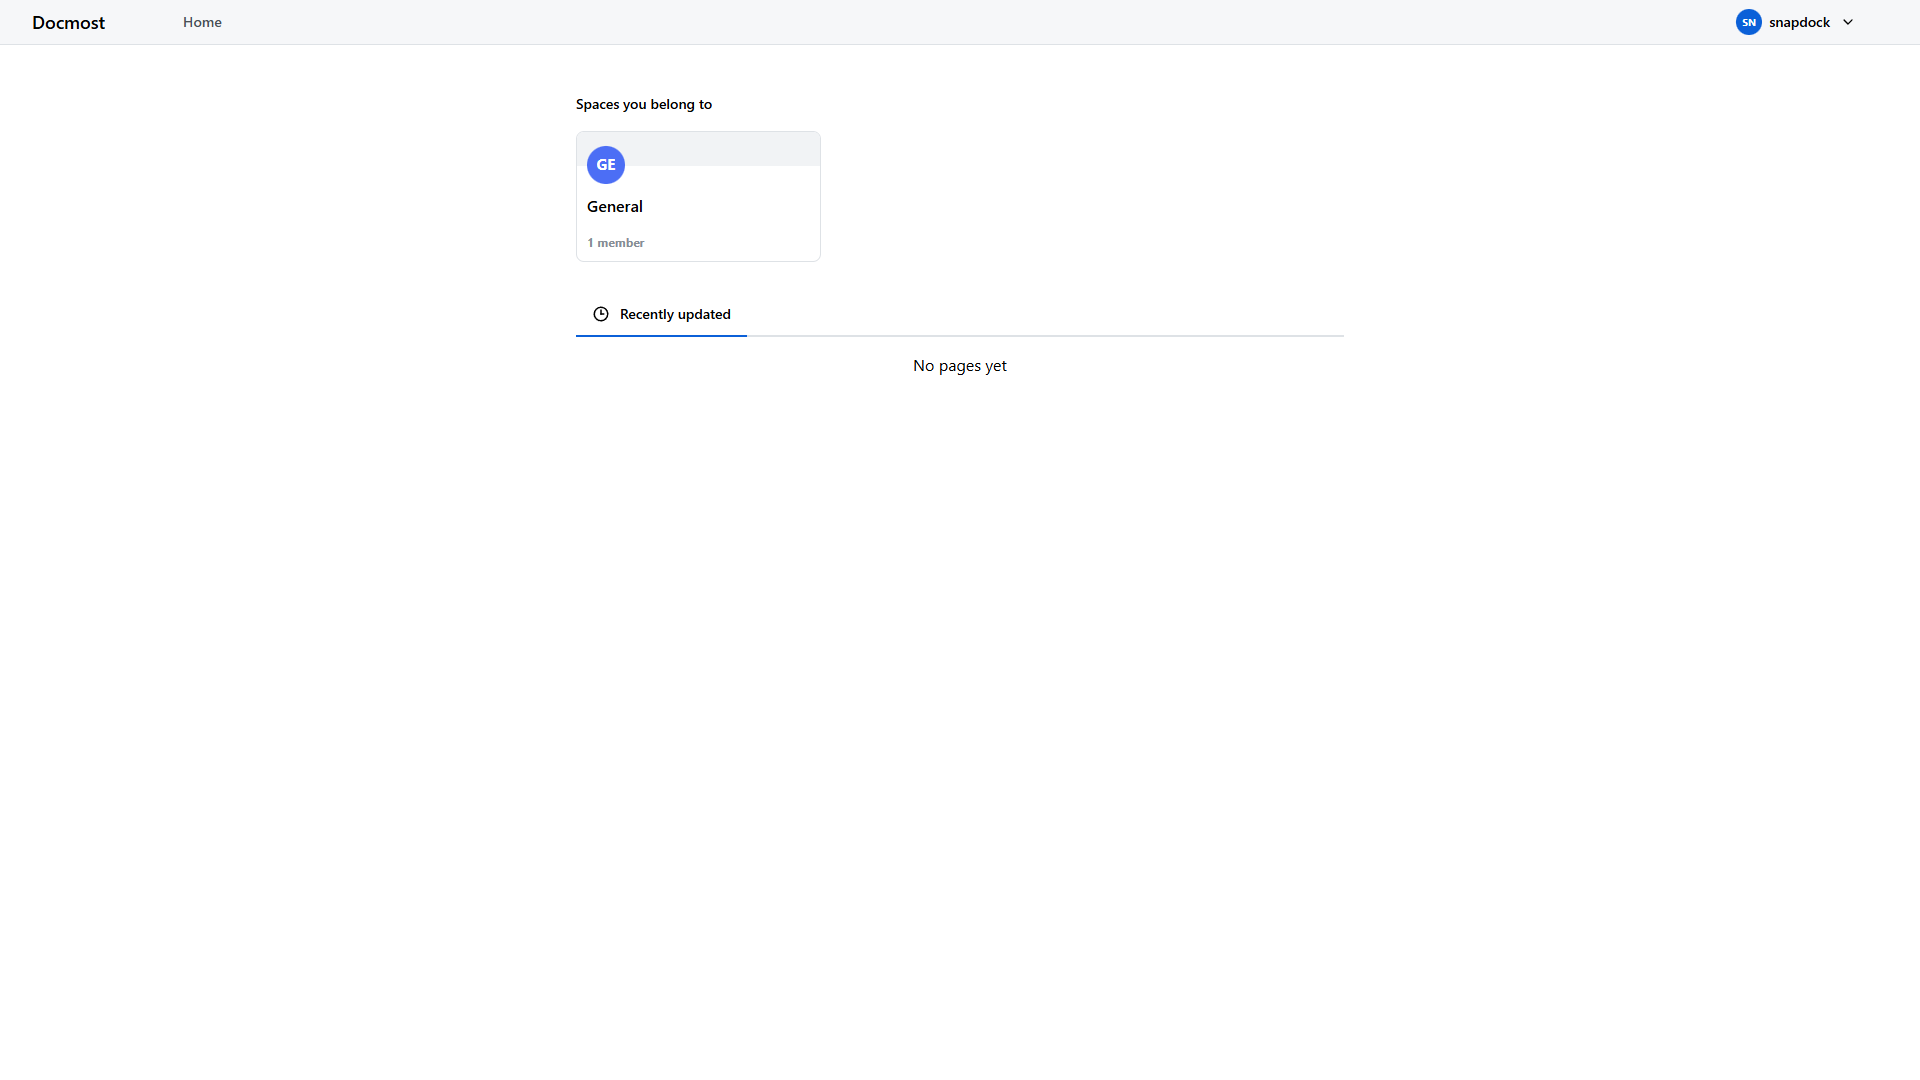 Docmost
Home
SN
snapdock
Spaces you belong to
GE
General
1 member
Recently updated
No pages yet